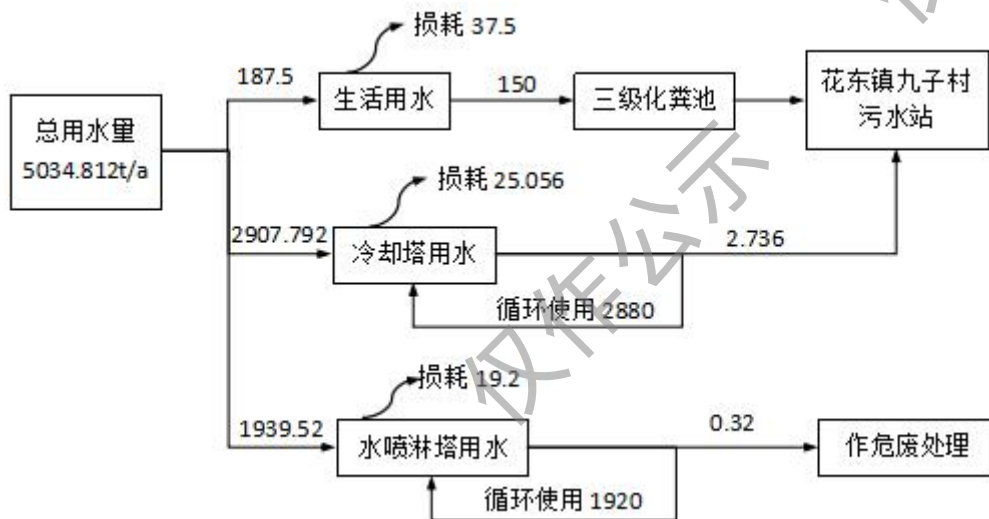 损耗 37.5
187.5
生活用水
150
三级化粪池
花东镇九子村
污水站
总用水量
5034.812t/a
损耗 25.056
2907.792
冷却塔用水
2.736
循环使用 2880
损耗 19.2
1939.52
水喷淋塔用水
0.32
作危废处理
循环使用 1920
仅作公示